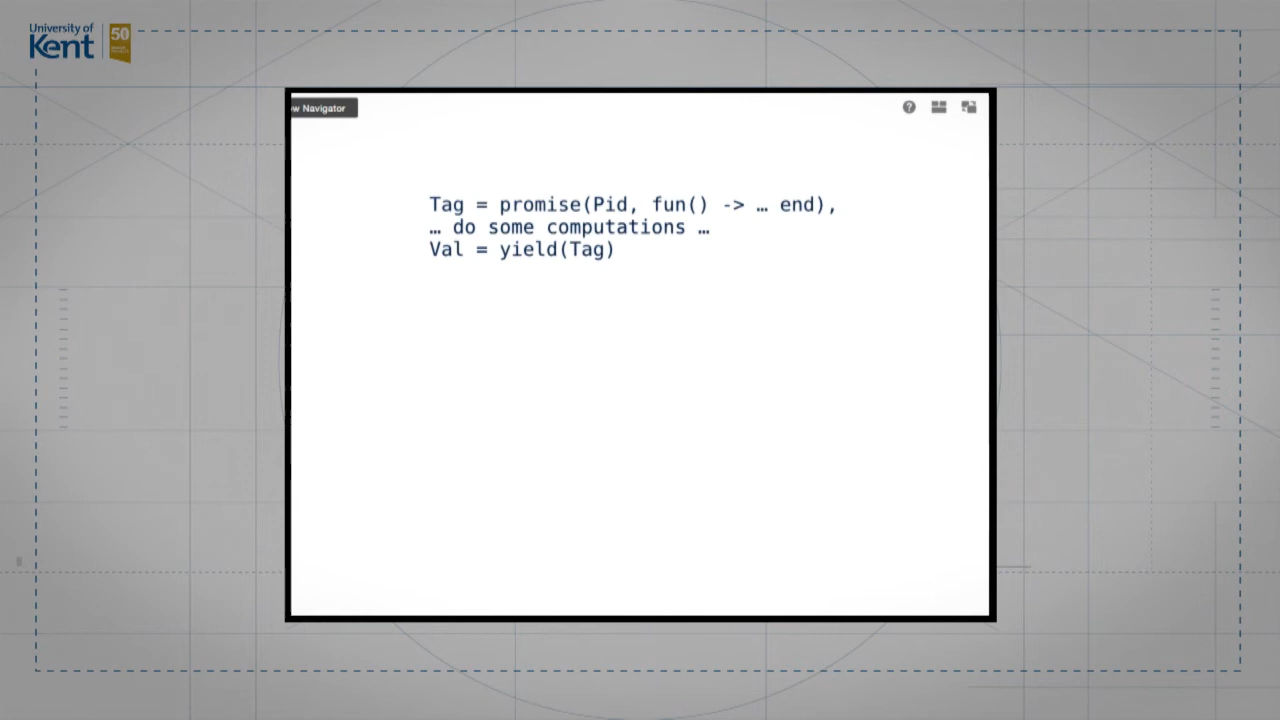 University of
Kent
50
w Navigator
?
Tag = promise(Pid, fun() -> … end),
… do some computations …
Val = yield(Tag)